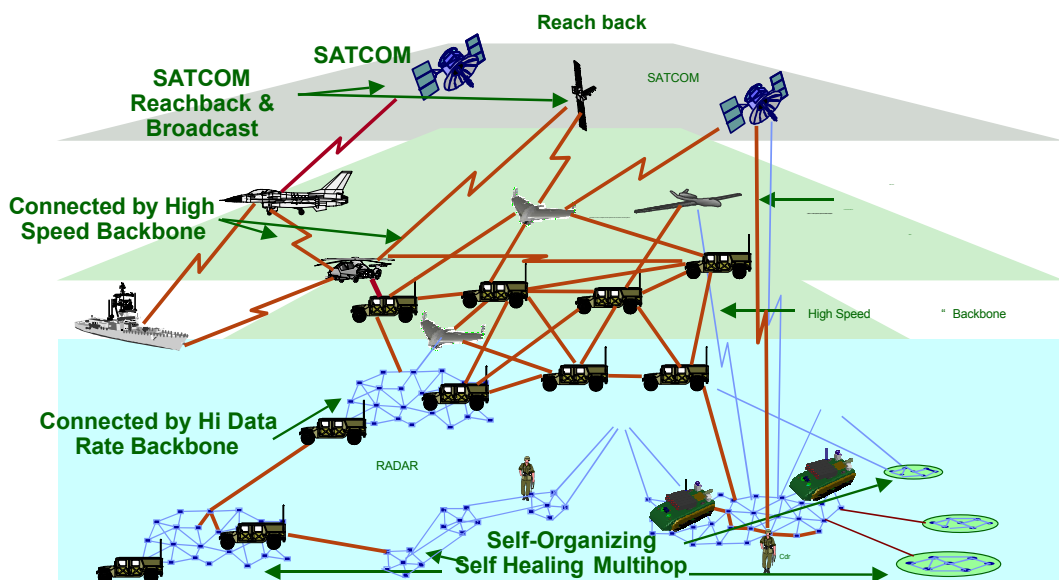 Reach back
SATCOM
SATCOM
SATCOM
Reachback &
Broadcast
Connected by High
Speed Backbone
High Speed
" Backbone
Connected by Hi Data
Rate Backbone
RADAR
Self-Organizing
Self Healing Multihop
Cdr